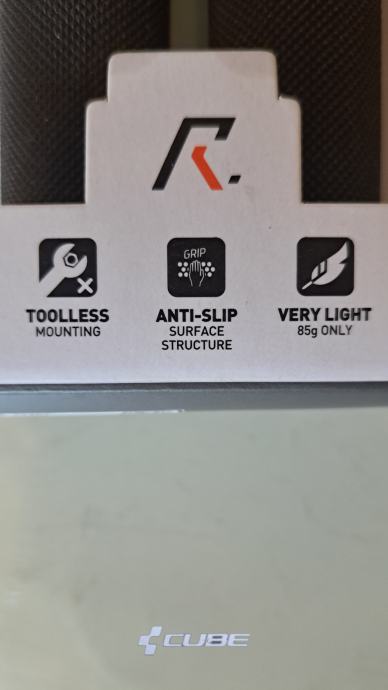 R.
GRIP
TOOLLESS
MOUNTING
ANTI-SLIP
SURFACE
STRUCTURE
VERY LIGHT
85g ONLY
CUBE